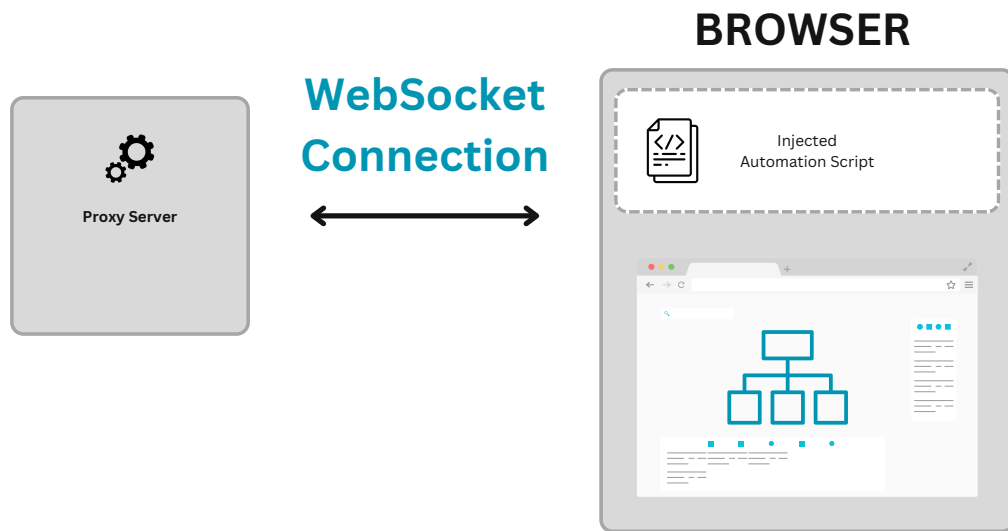 BROWSER
WebSocket
Connection
Proxy Server
</>
Injected
Automation Script